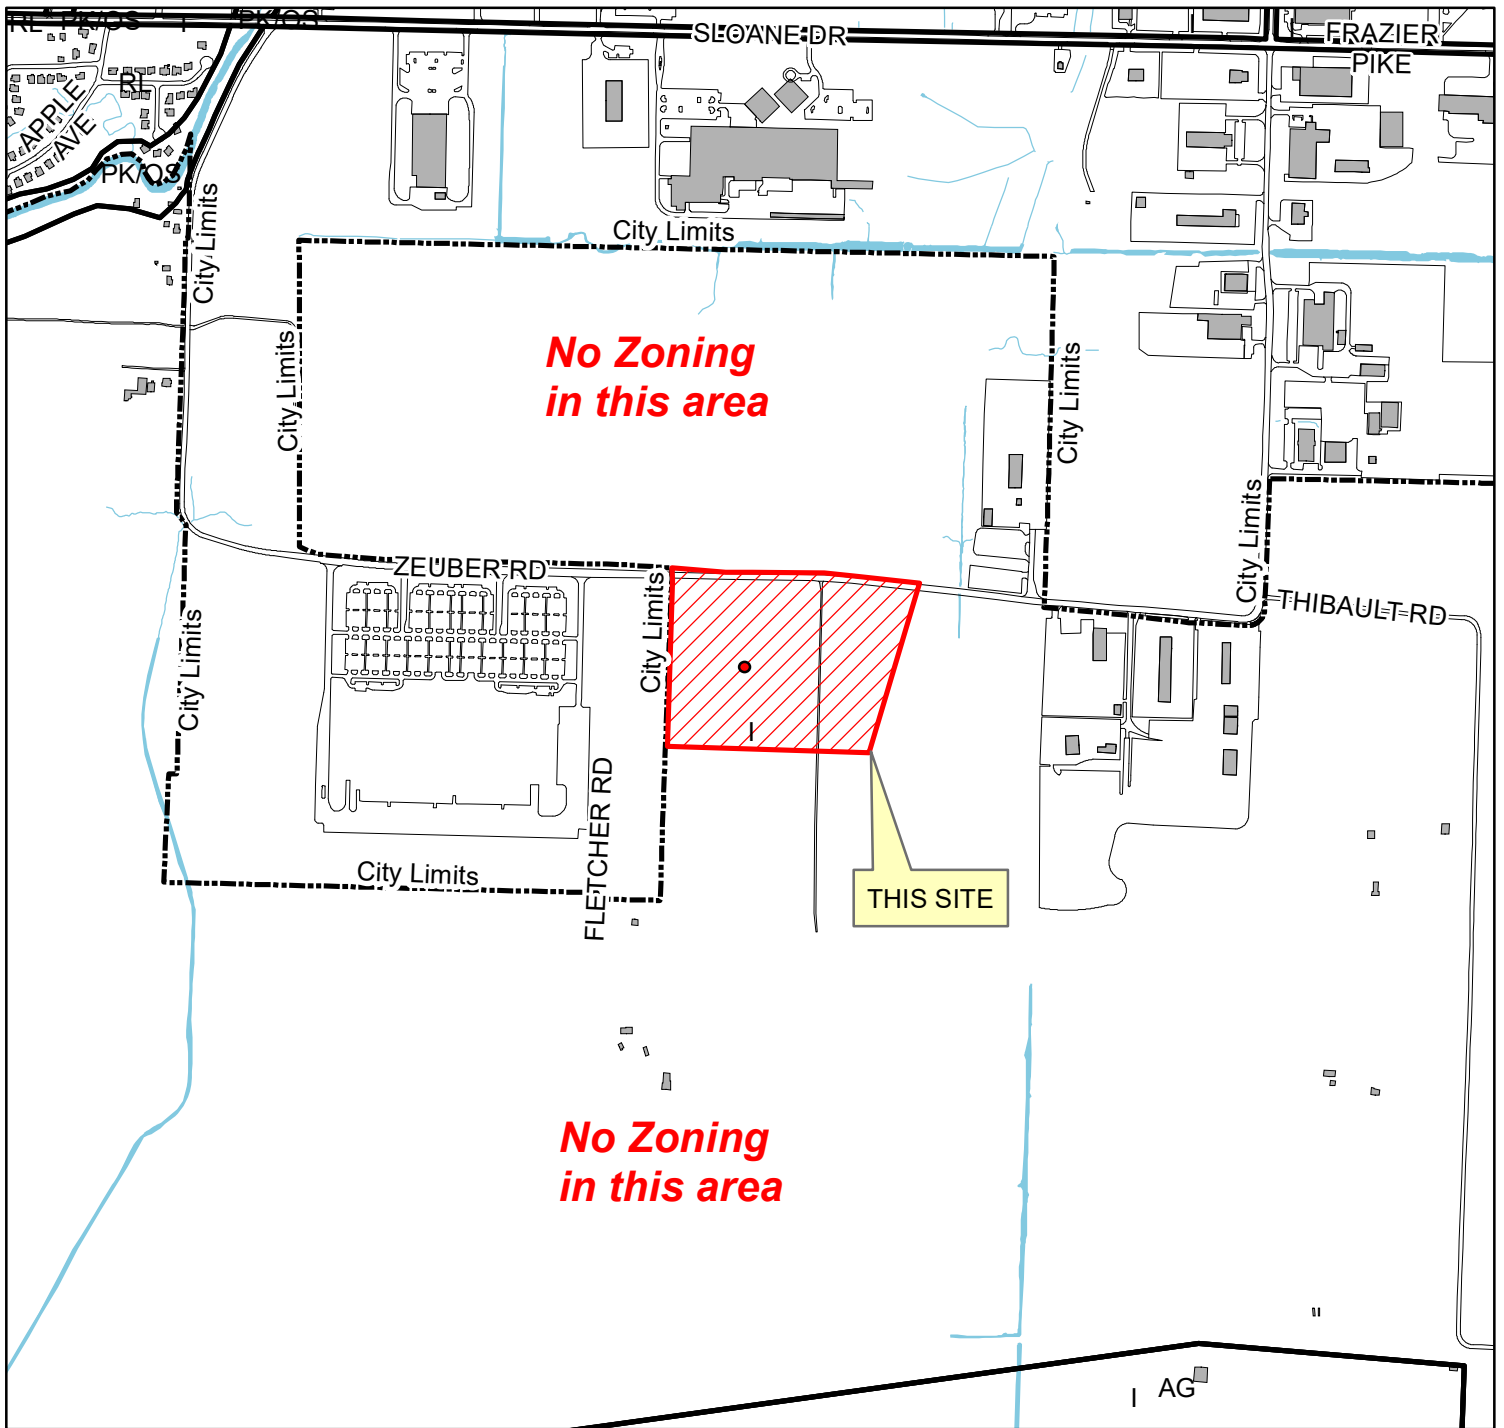 RL
PK/OS
I
PK/OS
SLOANE DR
FRAZIER
PIKE
RL
APPLE
AVE
PK/OS
City Limits
City Limits
No Zoning
in this area
City Limits
City Limits
City Limits
ZEUBER RD
City Limits
THIBAULT RD
City Limits
I
FLETCHER RD
City Limits
THIS SITE
No Zoning
in this area
I
AG